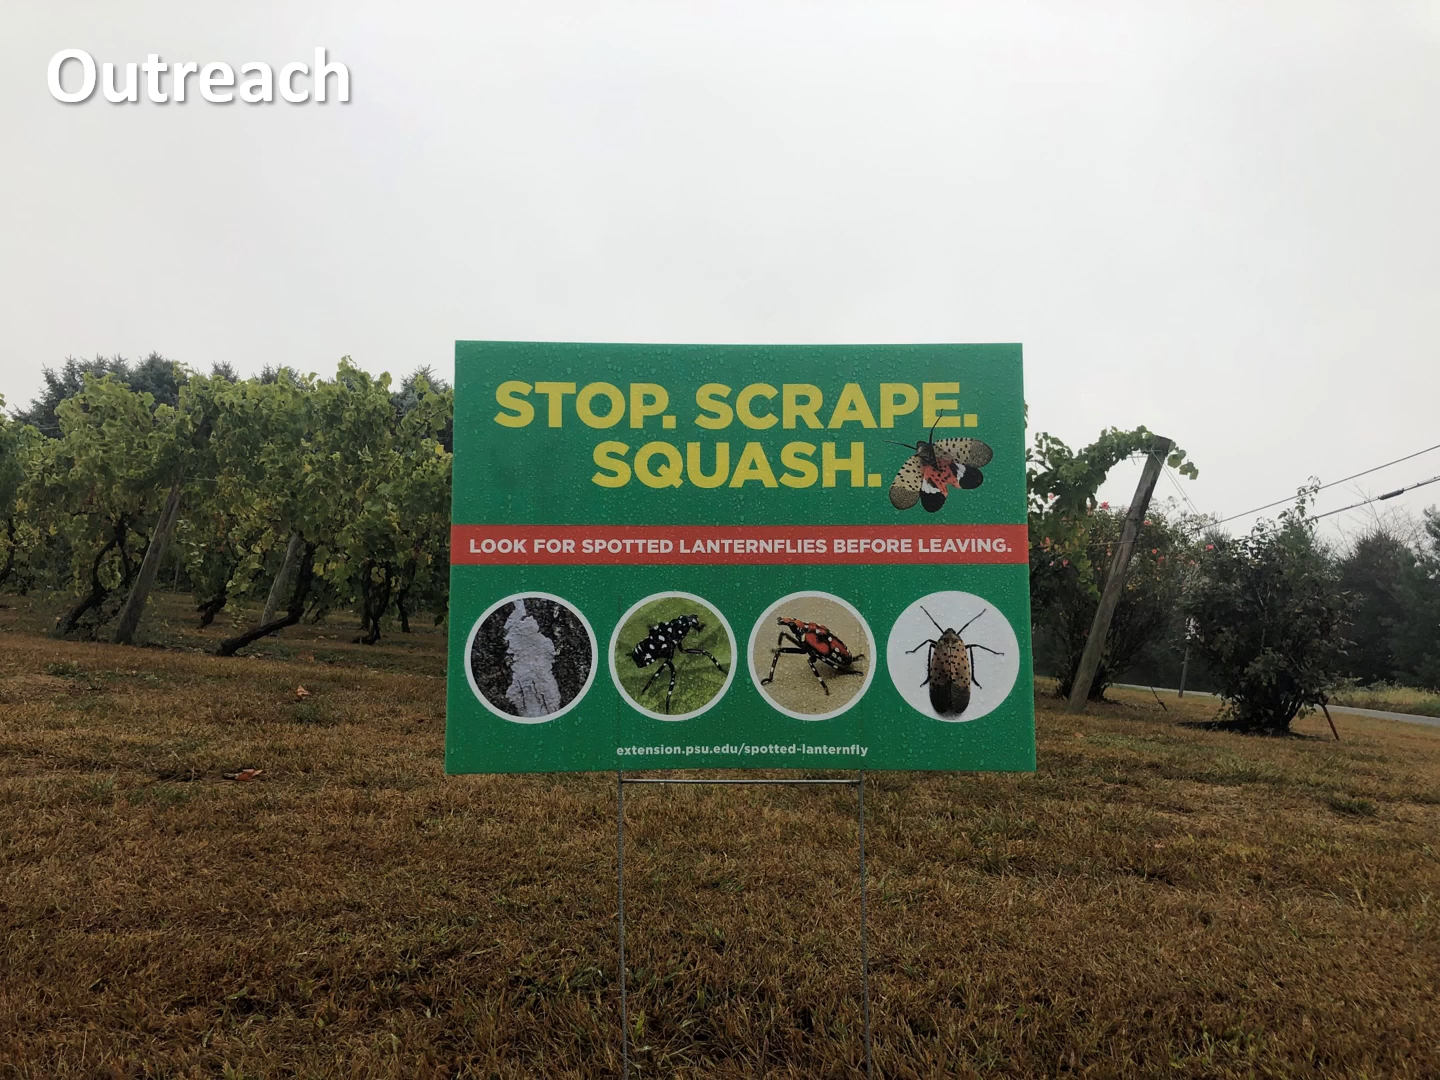 Outreach
STOP. SCRAPE.
SQUASH.
LOOK FOR SPOTTED LANTERNFLIES BEFORE LEAVING.
extension.psu.edu/spotted-lanternfly